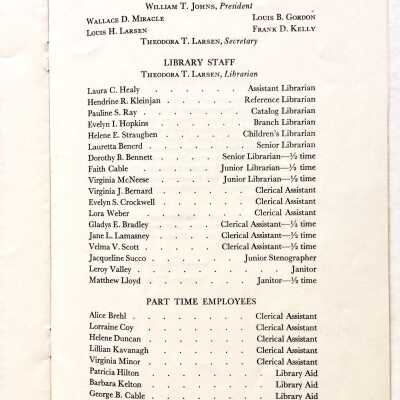 WILLIAM T. JOHNS, President
WALLACE D. MIRACLE LOUIS B. GORDON
LOUIS H. LARSEN FRANK D. KELLY
THEODORA T. LARSEN, Secretary
LIBRARY STAFF
THEODORA T. LARSEN, Librarian
Laura C. Healy . . . . . . Assistant Librarian
Hendrine R. Kleinjan . . . . . Reference Librarian
Pauline S. Ray . . . . . . Catalog Librarian
Evelyn I. Hopkins . . . . . Branch Librarian
Helene E. Straughen . . . . Children's Librarian
Lauretta Benerd . . . . . Senior Librarian
Dorothy B. Bennett . . . . Senior Librarian—½ time
Faith Cable . . . . . Junior Librarian—½ time
Virginia McNeese . . . . Junior Librarian—½ time
Virginia J. Bernard . . . . . Clerical Assistant
Evelyn S. Crockwell . . . . Clerical Assistant
Lora Weber . . . . . . Clerical Assistant
Gladys E. Bradley . . . . Clerical Assistant—½ time
Jane L. Lamasney . . . . Clerical Assistant—½ time
Velma V. Scott . . . . . Clerical Assistant—½ time
Jacqueline Succo . . . . . Junior Stenographer
Leroy Valley . . . . . . . Janitor
Matthew Lloyd . . . . . . Janitor—½ time
PART TIME EMPLOYEES
Alice Brehl . . . . . . Clerical Assistant
Lorraine Coy . . . . . . Clerical Assistant
Helene Duncan . . . . . Clerical Assistant
Lillian Kavanagh . . . . . Clerical Assistant
Virginia Minor . . . . . Clerical Assistant
Patricia Hilton . . . . . . Library Aid
Barbara Kelton . . . . . . Library Aid
George B. Cable . . . . . . Library Aid